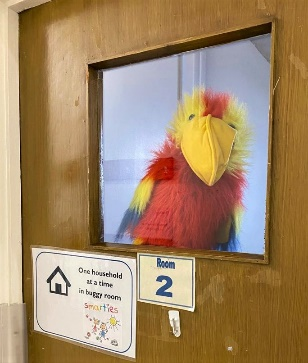 One household
at a time
in buggy room
smarties
Room
2